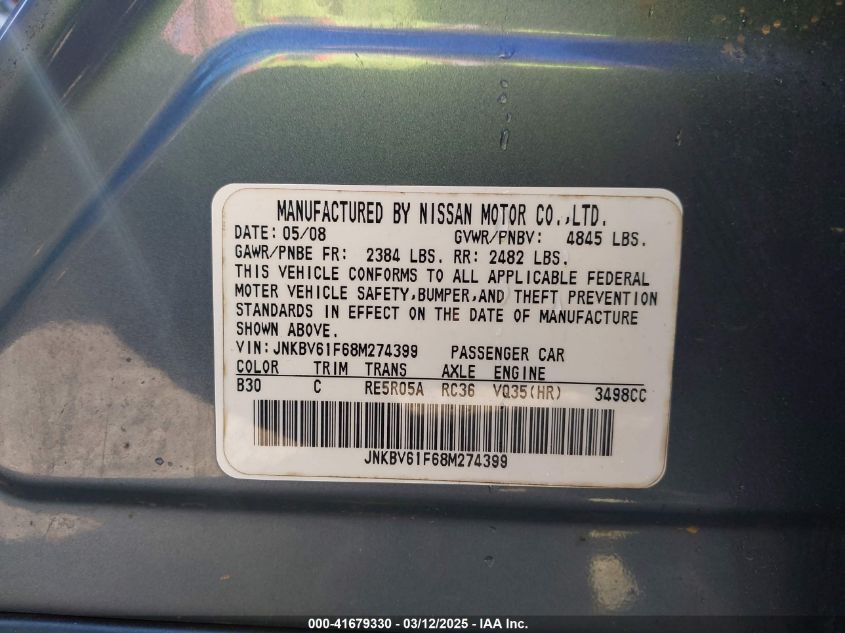 MANUFACTURED BY NISSAN MOTOR CO.,LTD.
DATE: 05/08 GVWR/PNBV: 4845 LBS.
GAWR/PNBE FR: 2384 LBS. RR: 2482 LBS.
THIS VEHICLE CONFORMS TO ALL APPLICABLE FEDERAL
MOTER VEHICLE SAFETY,BUMPER,AND THEFT PREVENTION
STANDARDS IN EFFECT ON THE DATE OF MANUFACTURE
SHOWN ABOVE.
VIN:JNKBV61F68M274399 PASSENGER CAR
COLOR TRIM TRANS AXLE ENGINE
B30 C RE5R05A RC36 VQ35(HR) 3498CC
JNKBV61F68M274399
000-41679330 - 03/12/2025 - IAA Inc.